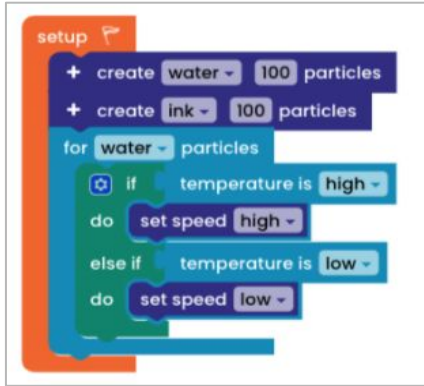 setup
+ create water 100 particles
+ create ink 100 particles
for water particles
if temperature is high
do set speed high
else if temperature is low
do set speed low